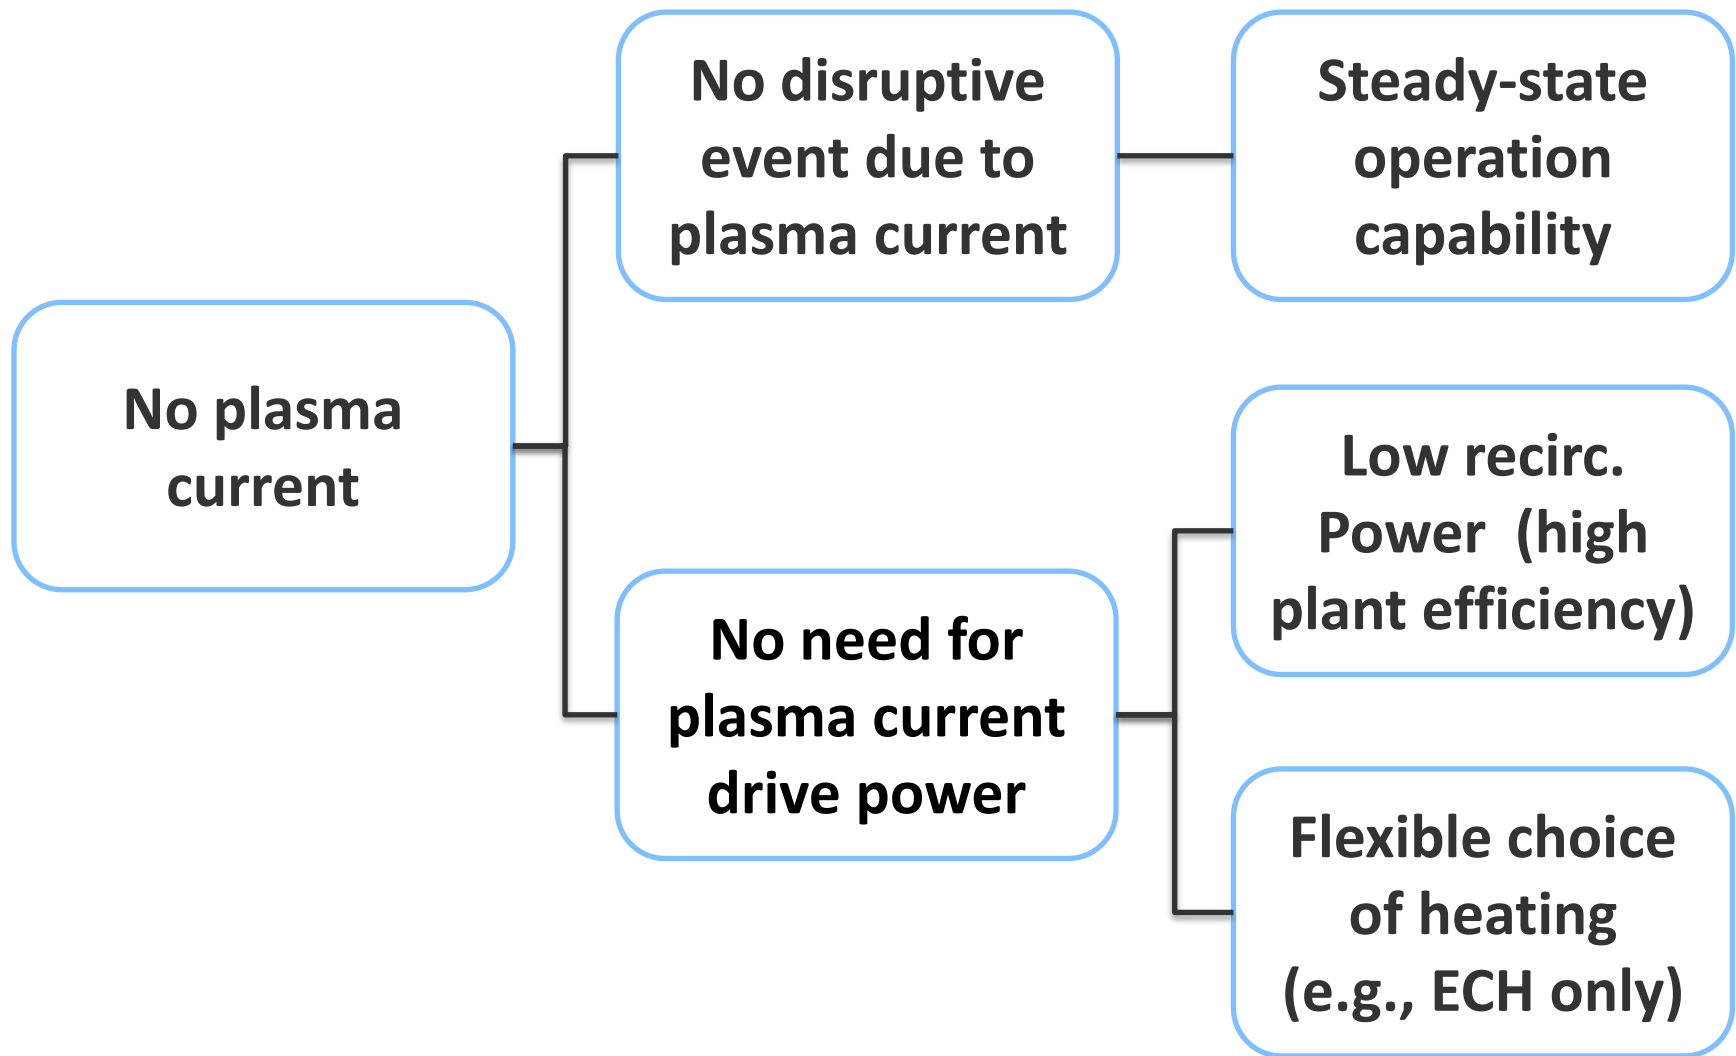 No plasma
current
No disruptive
event due to
plasma current
Steady-state
operation
capability
No need for
plasma current
drive power
Low recirc.
Power  (high
plant efficiency)
Flexible choice
of heating
(e.g., ECH only)